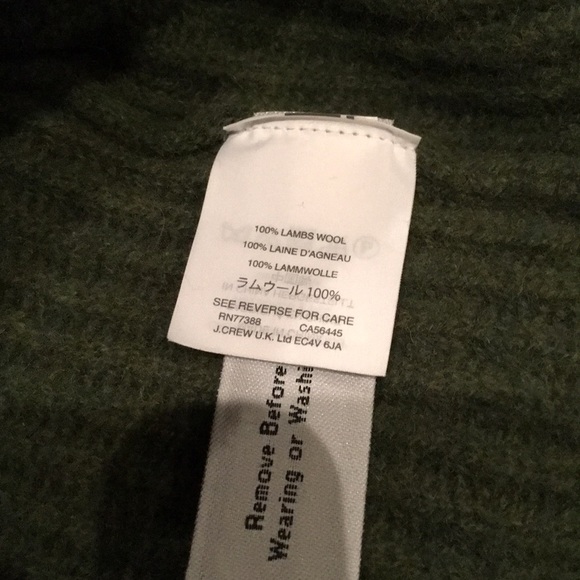 100% LAMBS WOOL
100% LAINE D'AGNEAU
100% LAMMWOLLE
ラムウール 100%
SEE REVERSE FOR CARE
RN77388 CA56445
J.CREW U.K. Ltd EC4V 6JA
Remove Before
Wearing or Washi